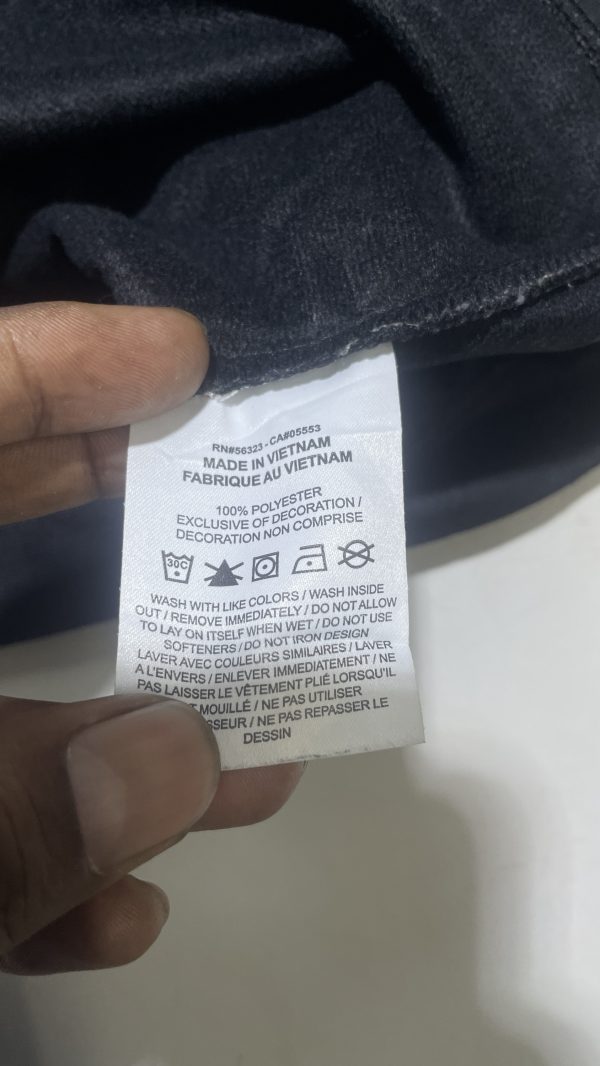 RN#56323 - CA#05553
MADE IN VIETNAM
FABRIQUE AU VIETNAM
100% POLYESTER
EXCLUSIVE OF DECORATION /
DECORATION NON COMPRISE
30C
WASH WITH LIKE COLORS / WASH INSIDE
OUT / REMOVE IMMEDIATELY / DO NOT ALLOW
TO LAY ON ITSELF WHEN WET / DO NOT USE
SOFTENERS / DO NOT IRON DESIGN
LAVER AVEC COULEURS SIMILAIRES / LAVER
A L'ENVERS / ENLEVER IMMEDIATEMENT / NE
PAS LAISSER LE VÊTEMENT PLIÉ LORSQU'IL
MOUILLÉ / NE PAS UTILISER
/ NE PAS REPASSER LE
DESSIN